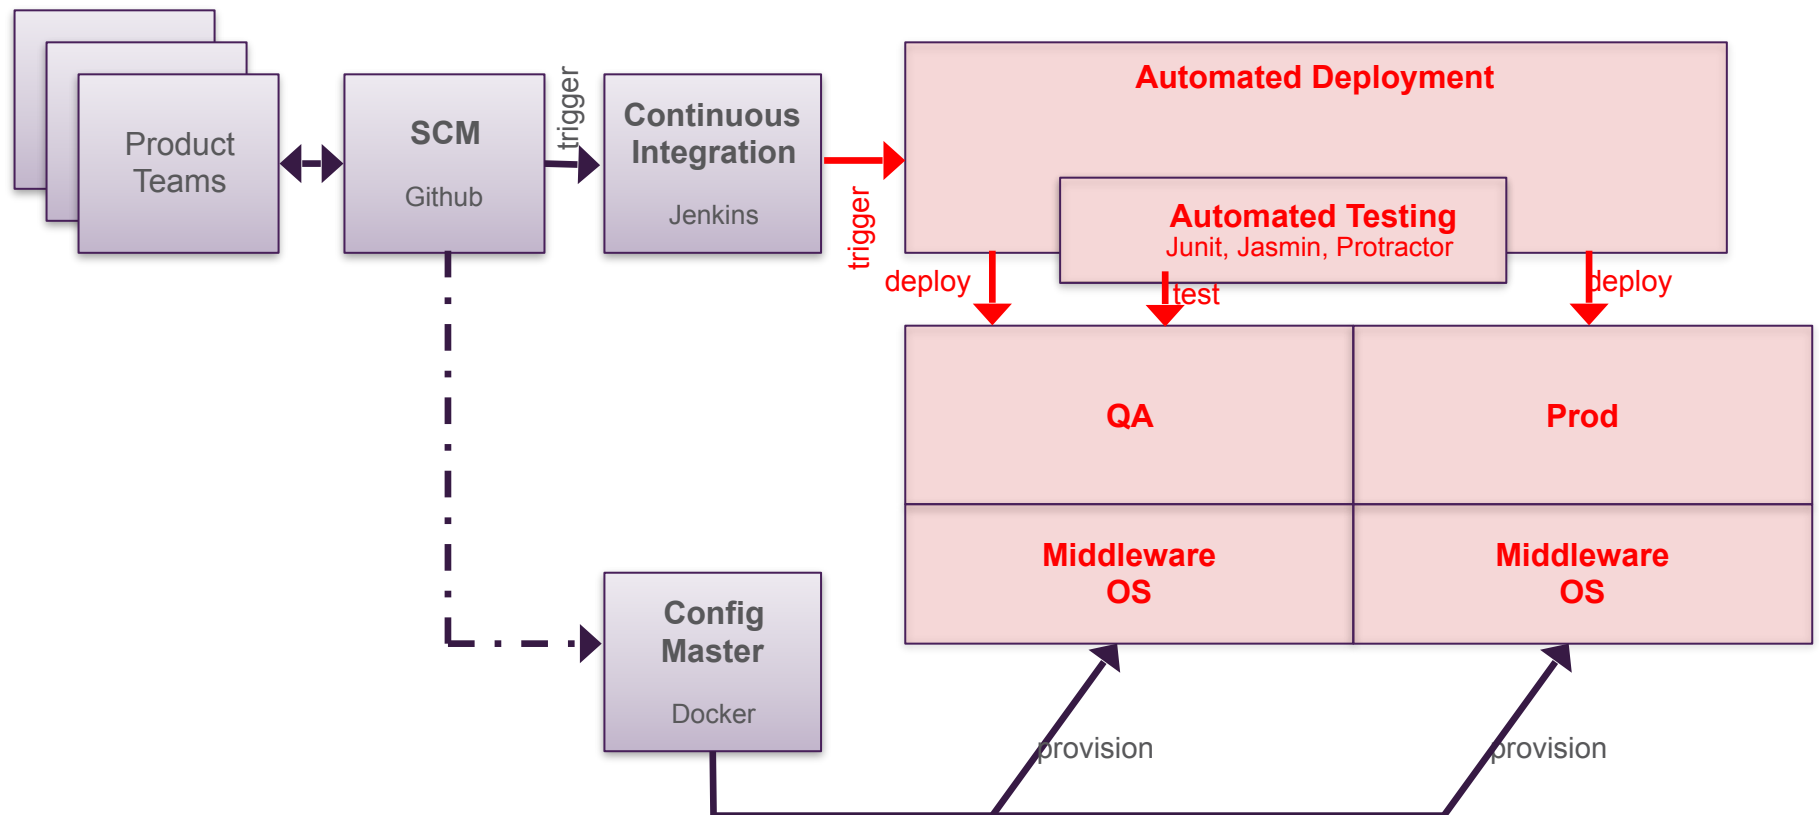 Product
Teams
SCM
Github
trigger
Continuous
Integration
Jenkins
trigger
Automated Deployment
Automated Testing
Junit, Jasmin, Protractor
deploy
test
deploy
QA
Prod
Middleware
OS
Middleware
OS
Config
Master
Docker
provision
provision